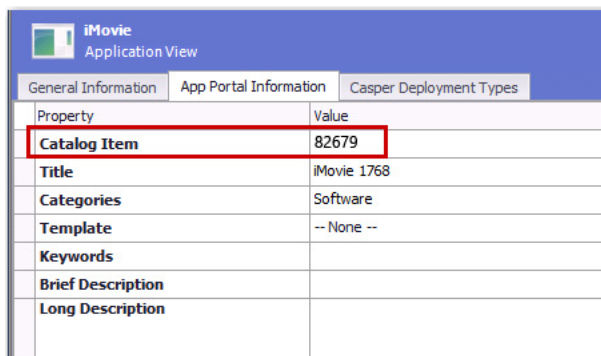 iMovie
Application View
General Information App Portal Information Casper Deployment Types
Property Value
Catalog Item 82679
Title iMovie 1768
Categories Software
Template -- None --
Keywords
Brief Description
Long Description